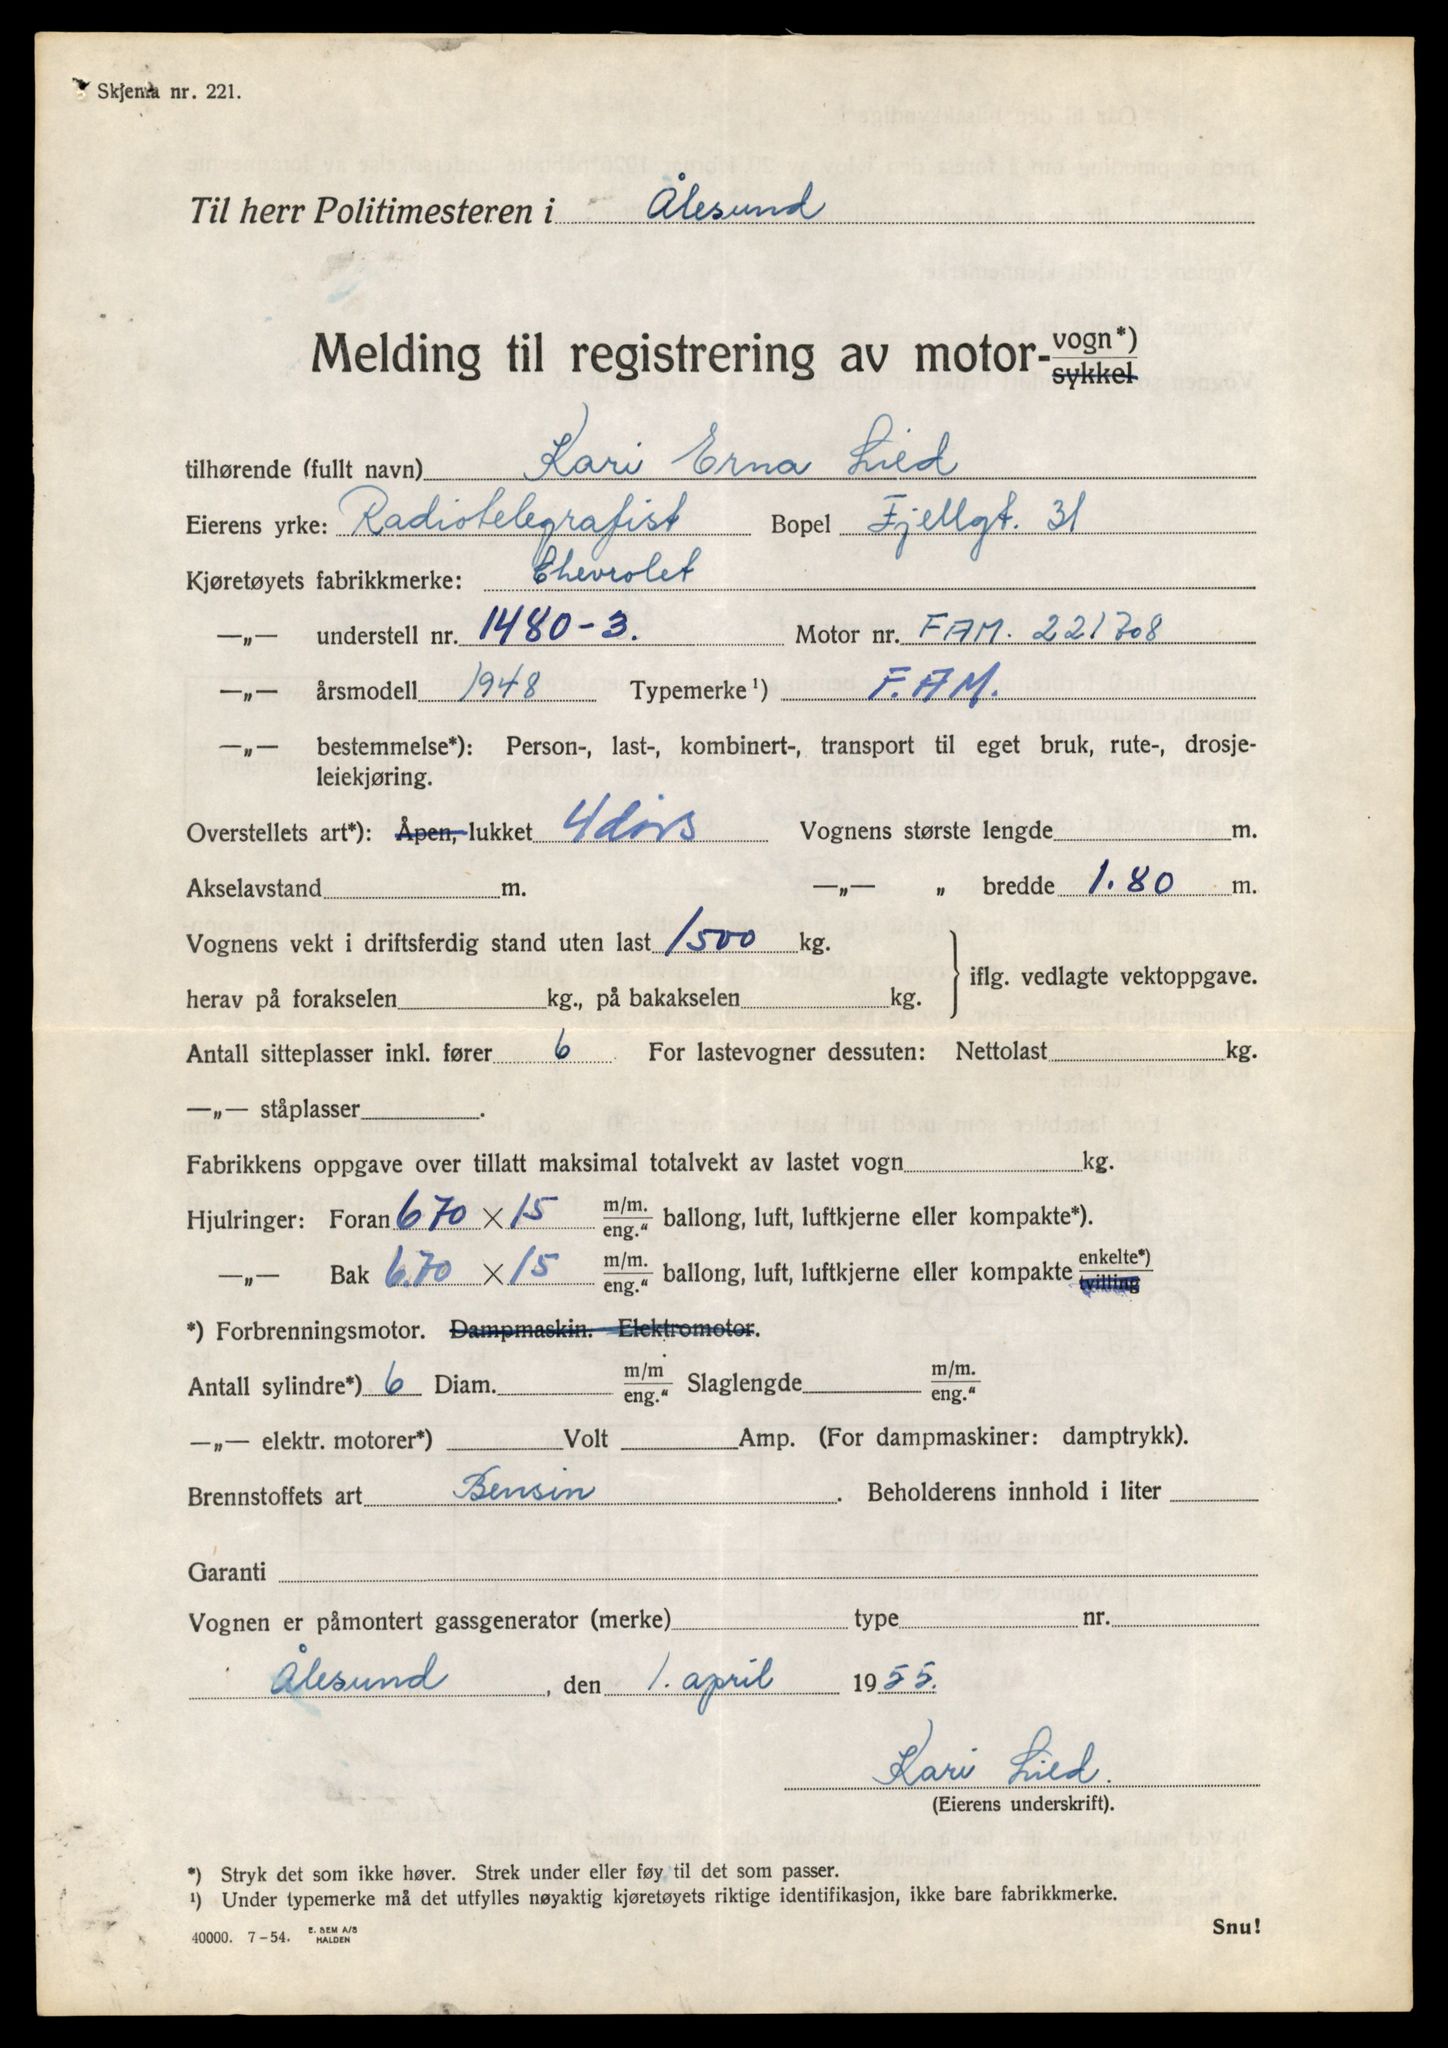 Skjema nr. 221.
Til herr Politimesteren i Ålesund
Melding til registrering av motor-vogn*)
sykkel
tilhørende (fullt navn) Kari Erna Lied
Eierens yrke: Radiotelegrafist Bopel Fjellgt. 31
Kjøretøyets fabrikkmerke: Chevrolet
—„— understell nr. 1480-3. Motor nr. FAM. 221708
—„— årsmodell 1948 Typemerke¹) F.AM.
—„— bestemmelse*): Person-, last-, kombinert-, transport til eget bruk, rute-, drosje-
leiekjøring.
Overstellets art*): Åpen, lukket 4dørs Vognens største lengde m.
Akselavstand m. —„— „ bredde 1.80 m.
Vognens vekt i driftsferdig stand uten last 1500 kg.
iflg. vedlagte vektoppgave.
herav på forakselen kg., på bakakselen kg.
Antall sitteplasser inkl. fører 6 For lastevogner dessuten: Nettolast kg.
—„— ståplasser .
Fabrikkens oppgave over tillatt maksimal totalvekt av lastet vogn kg.
Hjulringer: Foran 670 × 15 m/m. eng.“ ballong, luft, luftkjerne eller kompakte*).
—„— Bak 6.70 × 15 m/m. eng.“ ballong, luft, luftkjerne eller kompakte enkelte*) tvilling
*) Forbrenningsmotor. Dampmaskin. Elektromotor.
Antall sylindre*) 6 Diam. m/m eng.“ Slaglengde m/m. eng.“
—„— elektr. motorer*) Volt Amp. (For dampmaskiner: damptrykk).
Brennstoffets art Bensin . Beholderens innhold i liter
Garanti
Vognen er påmontert gassgenerator (merke) type nr.
Ålesund , den 1. april 1955.
Kari Lied.
(Eierens underskrift).
*) Stryk det som ikke høver. Strek under eller føy til det som passer.
¹) Under typemerke må det utfylles nøyaktig kjøretøyets riktige identifikasjon, ikke bare fabrikkmerke.
40000. 7-54. E. SEM A/S HALDEN
Snu!